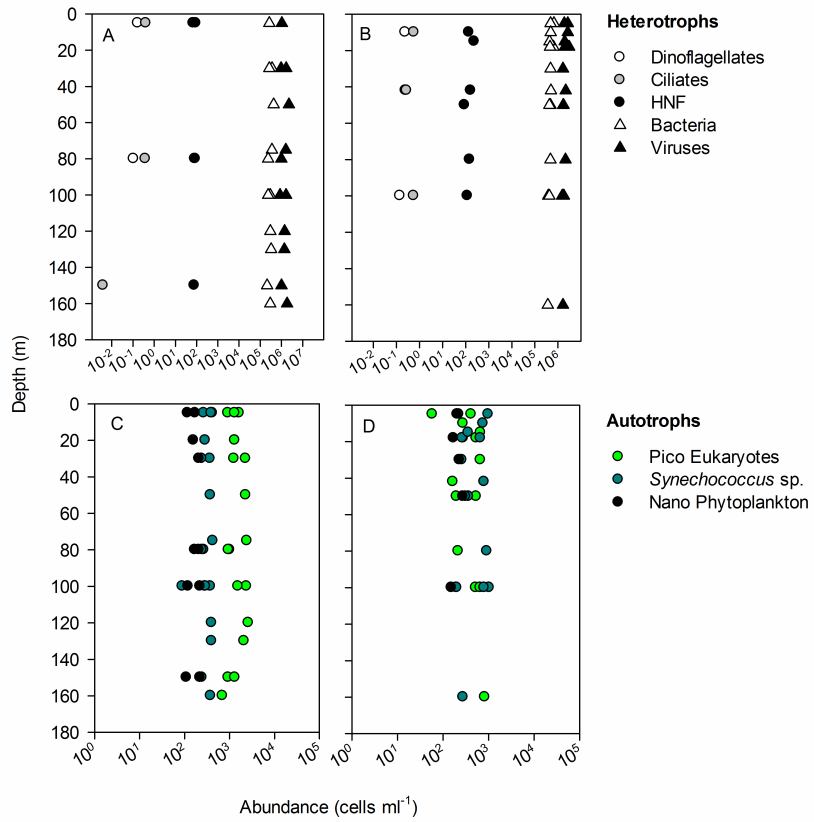 Heterotrophs
Dinoflagellates
Ciliates
HNF
Bacteria
Viruses
A
B
0
20
40
60
80
100
120
140
160
180
10-2 10-1 100 101 102 103 104 105 106 107
10-2 10-1 100 101 102 103 104 105 106
Depth (m)
Autotrophs
Pico Eukaryotes
Synechococcus sp.
Nano Phytoplankton
C
D
0
20
40
60
80
100
120
140
160
180
100 101 102 103 104 105
100 101 102 103 104 105
Abundance (cells ml-1)